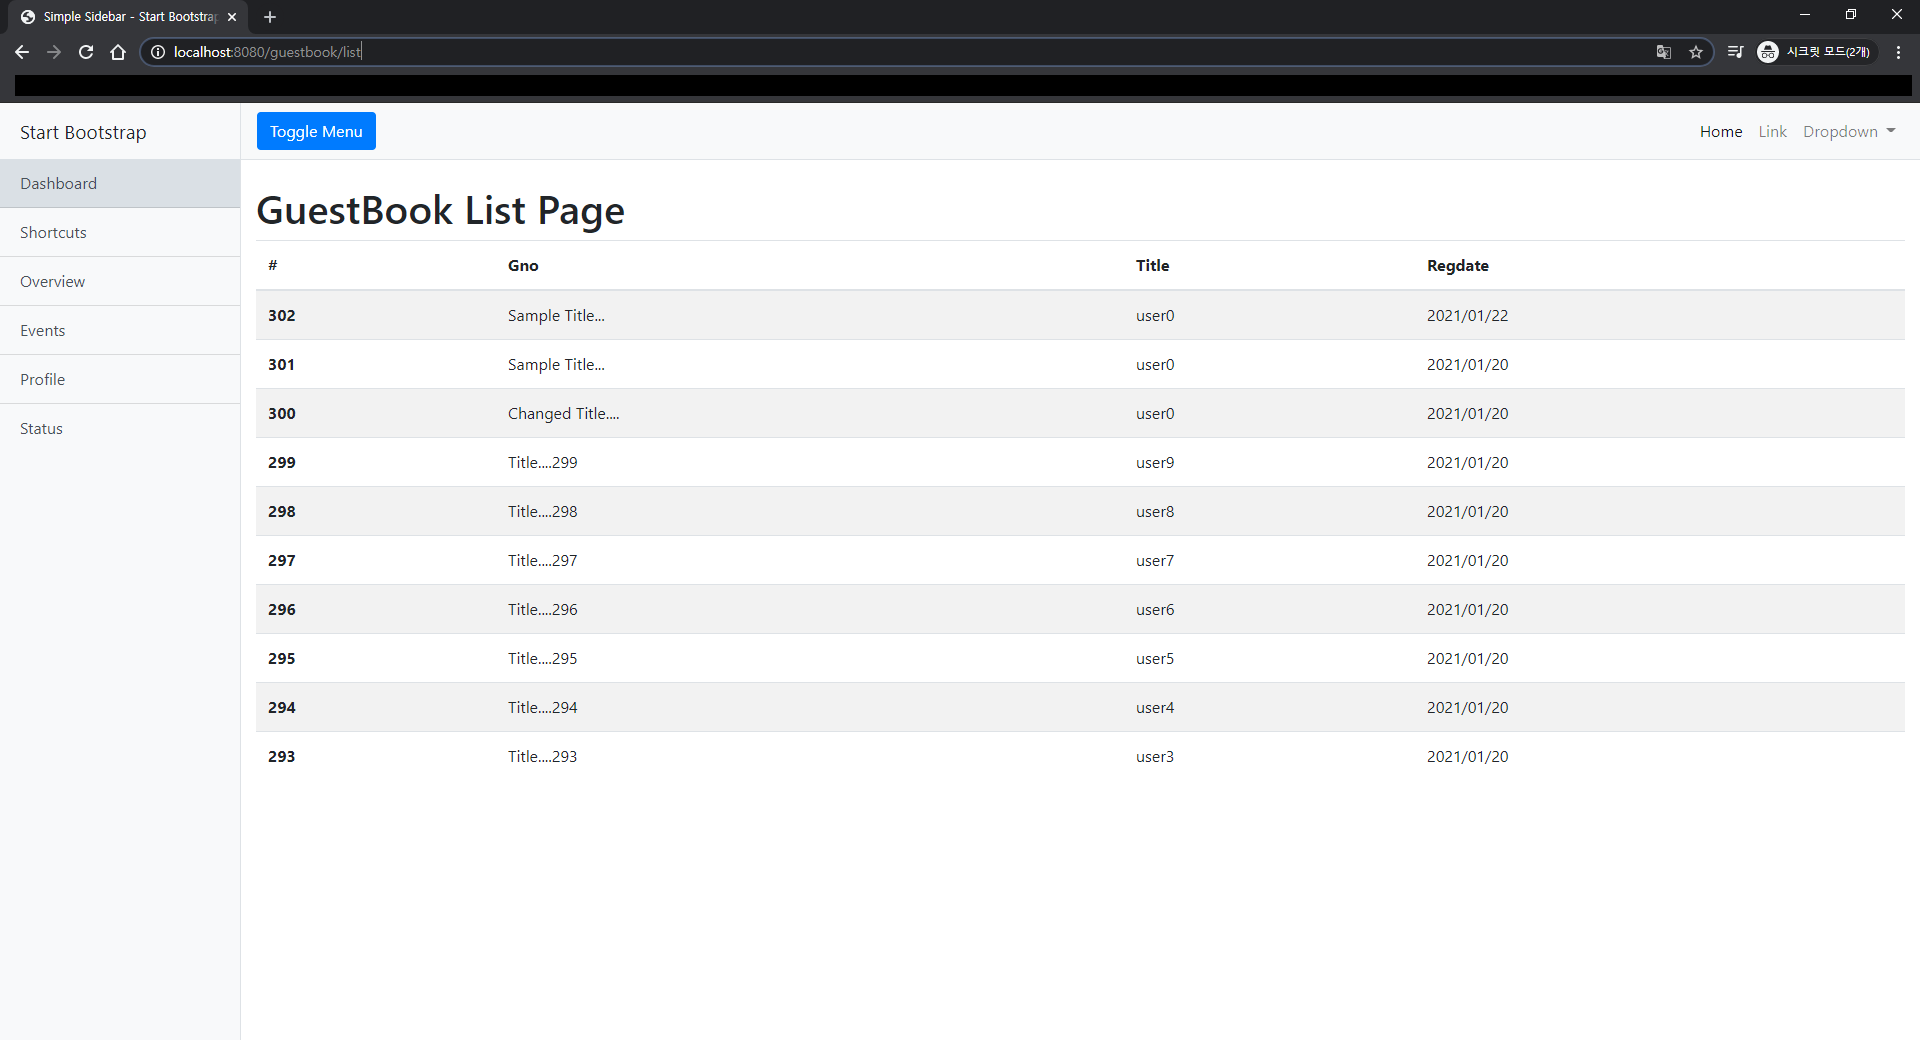 Simple Sidebar - Start Bootstrap
localhost:8080/guestbook/list
시크릿 모드(2개)
Start Bootstrap
Toggle Menu
Home Link Dropdown
Dashboard
Shortcuts
Overview
Events
Profile
Status
GuestBook List Page
# Gno Title Regdate
302 Sample Title... user0 2021/01/22
301 Sample Title... user0 2021/01/20
300 Changed Title.... user0 2021/01/20
299 Title....299 user9 2021/01/20
298 Title....298 user8 2021/01/20
297 Title....297 user7 2021/01/20
296 Title....296 user6 2021/01/20
295 Title....295 user5 2021/01/20
294 Title....294 user4 2021/01/20
293 Title....293 user3 2021/01/20